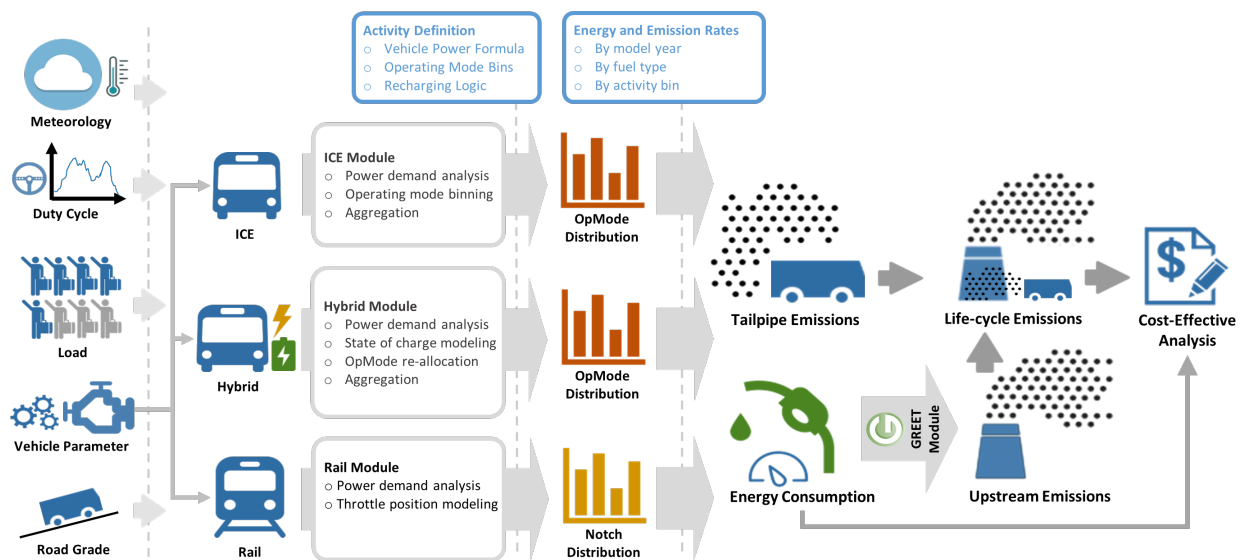 Activity Definition
○ Vehicle Power Formula
○ Operating Mode Bins
○ Recharging Logic
Energy and Emission Rates
○ By model year
○ By fuel type
○ By activity bin
Meteorology
Duty Cycle
Load
Vehicle Parameter
Road Grade
ICE
Hybrid
Rail
ICE Module
○ Power demand analysis
○ Operating mode binning
○ Aggregation
Hybrid Module
○ Power demand analysis
○ State of charge modeling
○ OpMode re-allocation
○ Aggregation
Rail Module
○ Power demand analysis
○ Throttle position modeling
OpMode
Distribution
OpMode
Distribution
Notch
Distribution
Tailpipe Emissions
Energy Consumption
GREET
Module
Life-cycle Emissions
Upstream Emissions
$
Cost-Effective
Analysis